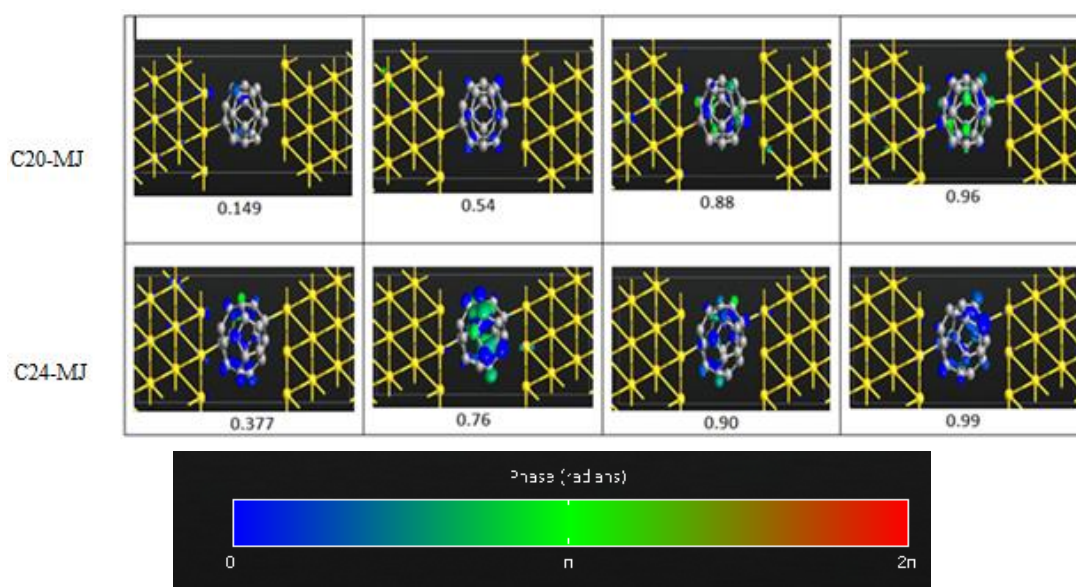 C20-MJ
0.149 0.54 0.88 0.96
C24-MJ
0.377 0.76 0.90 0.99
Phase (radians)
0 π 2π